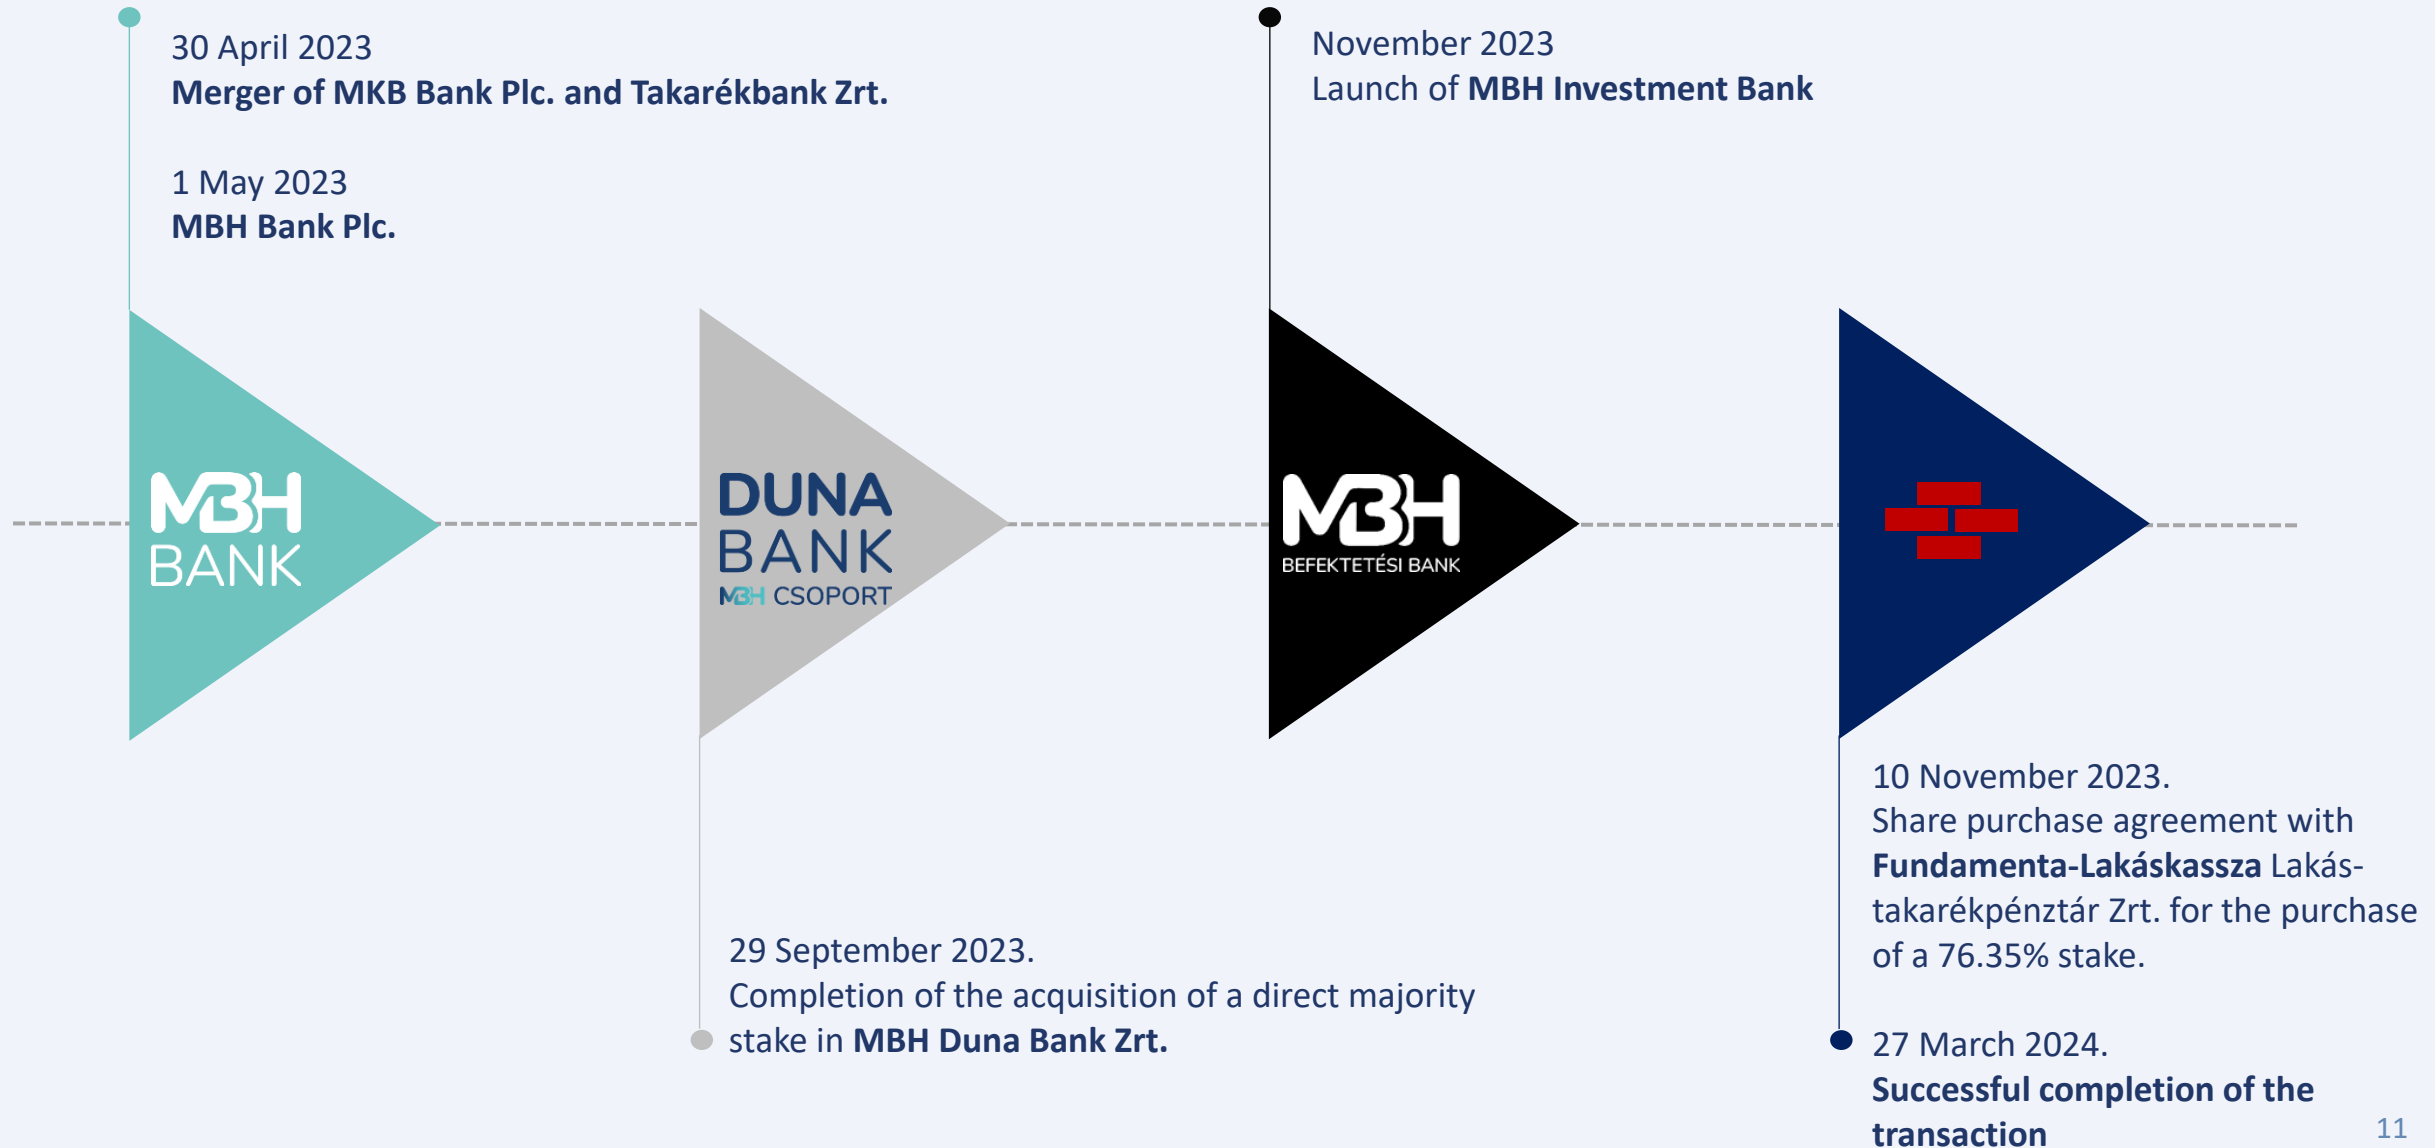 30 April 2023
Merger of MKB Bank Plc. and Takarékbank Zrt.
1 May 2023
MBH Bank Plc.
November 2023
Launch of MBH Investment Bank
MBH
BANK
DUNA
BANK
MBH CSOPORT
MBH
BEFEKTETÉSI BANK
29 September 2023.
Completion of the acquisition of a direct majority
stake in MBH Duna Bank Zrt.
10 November 2023.
Share purchase agreement with
Fundamenta-Lakáskassza Lakás-
takarékpénztár Zrt. for the purchase
of a 76.35% stake.
27 March 2024.
Successful completion of the
transaction
11